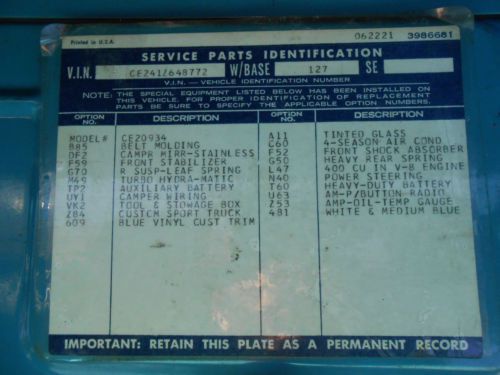 Printed in U.S.A. 062221 3986681
SERVICE PARTS IDENTIFICATION
V.I.N. CE241Z648772 W/BASE 127 SE
V.I.N. — VEHICLE IDENTIFICATION NUMBER
NOTE: THE SPECIAL EQUIPMENT LISTED BELOW HAS BEEN INSTALLED ON
THIS VEHICLE. FOR PROPER IDENTIFICATION OF REPLACEMENT
PARTS BE SURE TO SPECIFY THE APPLICABLE OPTION NUMBERS.
OPTION NO. DESCRIPTION OPTION NO. DESCRIPTION
MODEL# CE20934 A11 TINTED GLASS
B85 BELT MOLDING C60 4-SEASON AIR COND
DF2 CAMPR MIRR-STAINLESS F52 FRONT SHOCK ABSORBER
F59 FRONT STABILIZER G50 HEAVY REAR SPRING
G70 R SUSP-LEAF SPRING L47 400 CU IN V-8 ENGINE
M49 TURBO HYDRA-MATIC N40 POWER STEERING
TP2 AUXILIARY BATTERY T60 HEAVY-DUTY BATTERY
UY1 CAMPER WIRING U63 AM-P/BUTTON RADIO
VK2 TOOL & STOWAGE BOX Z53 AMP-OIL-TEMP GAUGE
Z84 CUSTCM SPORT TRUCK 481 WHITE & MEDIUM BLUE
609 BLUE VINYL CUST TRIM
IMPORTANT: RETAIN THIS PLATE AS A PERMANENT RECORD